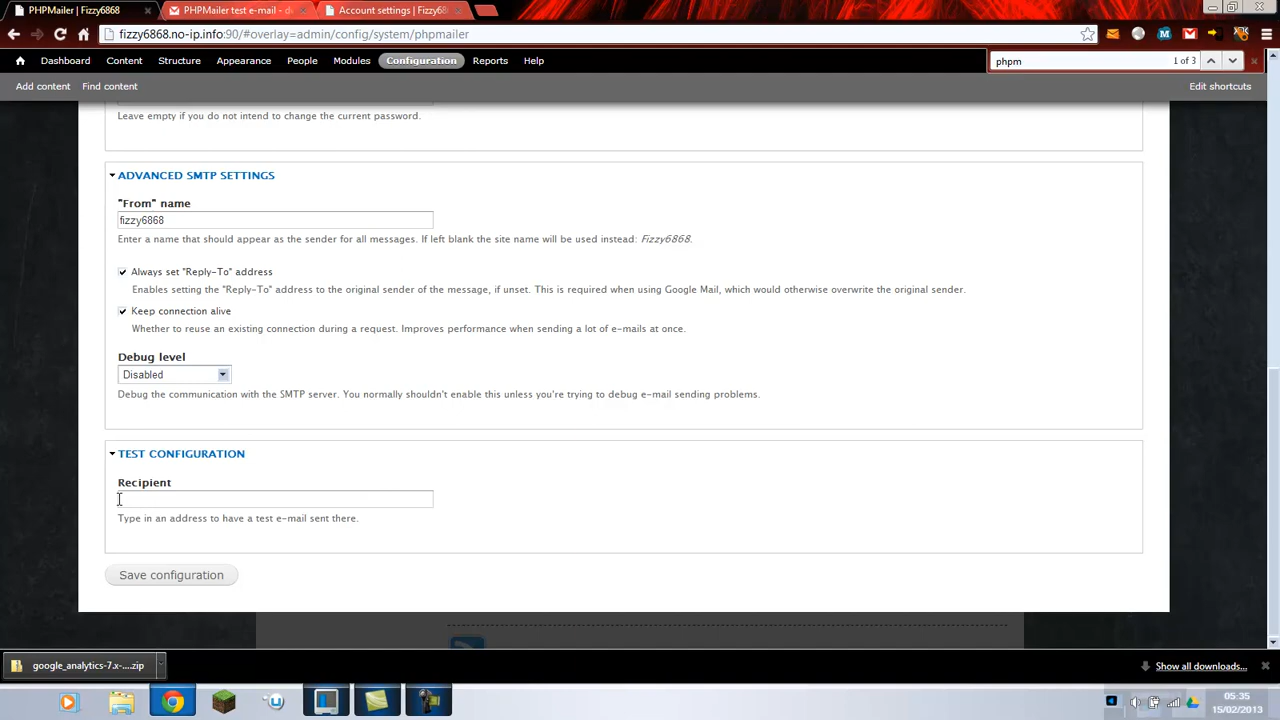 PHPMailer | Fizzy6868
PHPMailer test e-mail - d
Account settings | Fizzy6
fizzy6868.no-ip.info:90/#overlay=admin/config/system/phpmailer
Dashboard Content Structure Appearance People Modules Configuration Reports Help
phpm 1 of 3
Add content Find content Edit shortcuts
Leave empty if you do not intend to change the current password.
ADVANCED SMTP SETTINGS
"From" name
fizzy6868
Enter a name that should appear as the sender for all messages. If left blank the site name will be used instead: Fizzy6868.
Always set "Reply-To" address
Enables setting the "Reply-To" address to the original sender of the message, if unset. This is required when using Google Mail, which would otherwise overwrite the original sender.
Keep connection alive
Whether to reuse an existing connection during a request. Improves performance when sending a lot of e-mails at once.
Debug level
Disabled
Debug the communication with the SMTP server. You normally shouldn't enable this unless you're trying to debug e-mail sending problems.
TEST CONFIGURATION
Recipient
Type in an address to have a test e-mail sent there.
Save configuration
google_analytics-7.x-....zip
Show all downloads...
05:35
15/02/2013